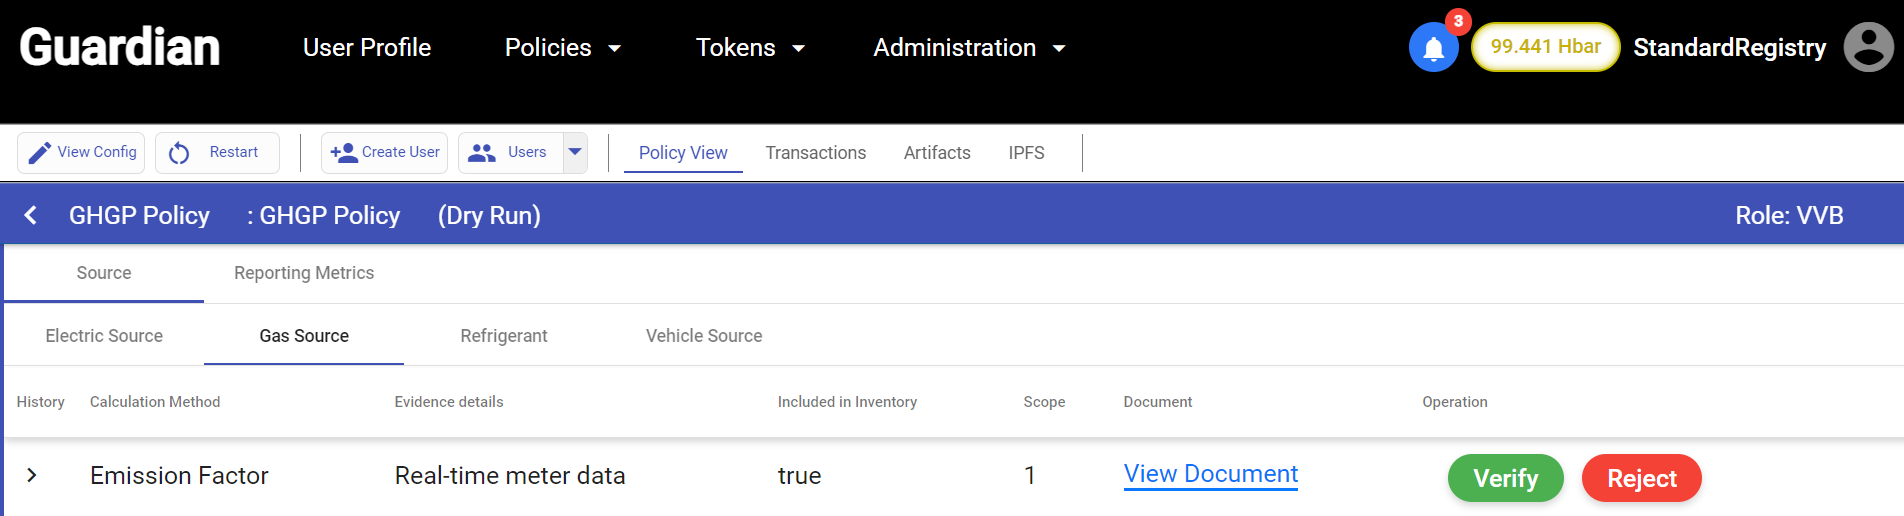 Guardian User Profile Policies Tokens Administration 3 99.441 Hbar StandardRegistry
View Config Restart Create User Users Policy View Transactions Artifacts IPFS
GHGP Policy : GHGP Policy (Dry Run) Role: VVB
Source Reporting Metrics
Electric Source Gas Source Refrigerant Vehicle Source
History Calculation Method Evidence details Included in Inventory Scope Document Operation
Emission Factor Real-time meter data true 1 View Document Verify Reject